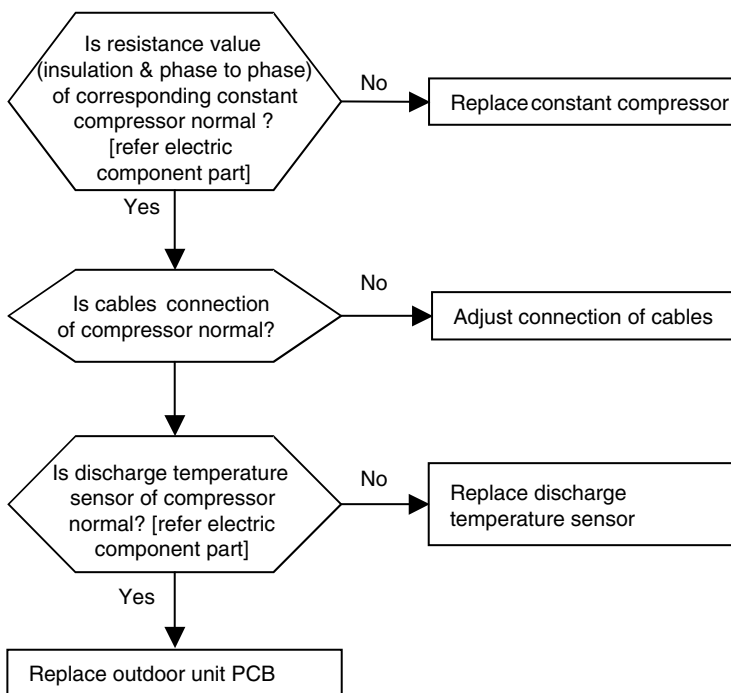 Is resistance value
(insulation & phase to phase)
of corresponding constant
compressor normal ?
[refer electric
component part]
No
Replace constant compressor
Yes
Is cables connection
of compressor normal?
No
Adjust connection of cables
Is discharge temperature
sensor of compressor
normal? [refer electric
component part]
No
Replace discharge
temperature sensor
Yes
Replace outdoor unit PCB